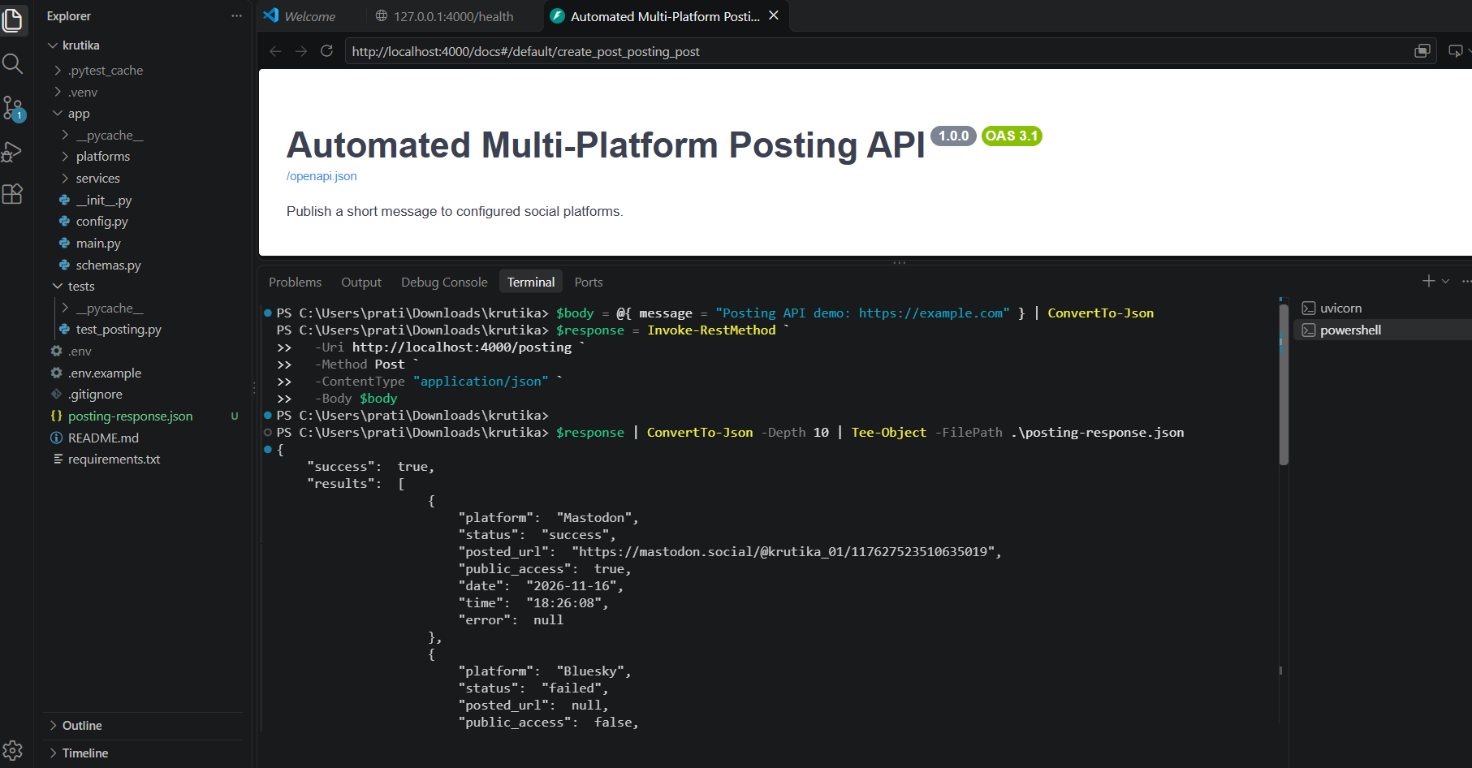 Explorer
krutika
.pytest_cache
.venv
app
__pycache__
platforms
services
__init__.py
config.py
main.py
schemas.py
tests
__pycache__
test_posting.py
.env
.env.example
.gitignore
{} posting-response.json U
README.md
requirements.txt
Outline
Timeline
1
Welcome
127.0.0.1:4000/health
Automated Multi-Platform Posti...
http://localhost:4000/docs#/default/create_post_posting_post
Automated Multi-Platform Posting API 1.0.0 OAS 3.1
/openapi.json
Publish a short message to configured social platforms.
Problems Output Debug Console Terminal Ports
PS C:\Users\prati\Downloads\krutika> $body = @{ message = "Posting API demo: https://example.com" } | ConvertTo-Json
PS C:\Users\prati\Downloads\krutika> $response = Invoke-RestMethod `
>> -Uri http://localhost:4000/posting `
>> -Method Post `
>> -ContentType "application/json" `
>> -Body $body
PS C:\Users\prati\Downloads\krutika>
PS C:\Users\prati\Downloads\krutika> $response | ConvertTo-Json -Depth 10 | Tee-Object -FilePath .\posting-response.json
{
"success": true,
"results": [
{
"platform": "Mastodon",
"status": "success",
"posted_url": "https://mastodon.social/@krutika_01/117627523510635019",
"public_access": true,
"date": "2026-11-16",
"time": "18:26:08",
"error": null
},
{
"platform": "Bluesky",
"status": "failed",
"posted_url": null,
"public_access": false,
uvicorn
powershell